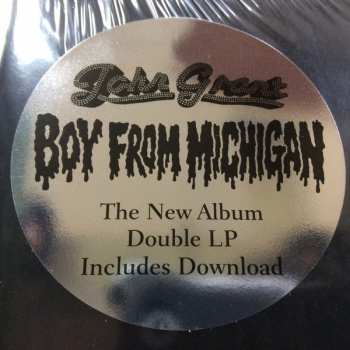 John Grant
BOY FROM MICHIGAN
The New Album
Double LP
Includes Download